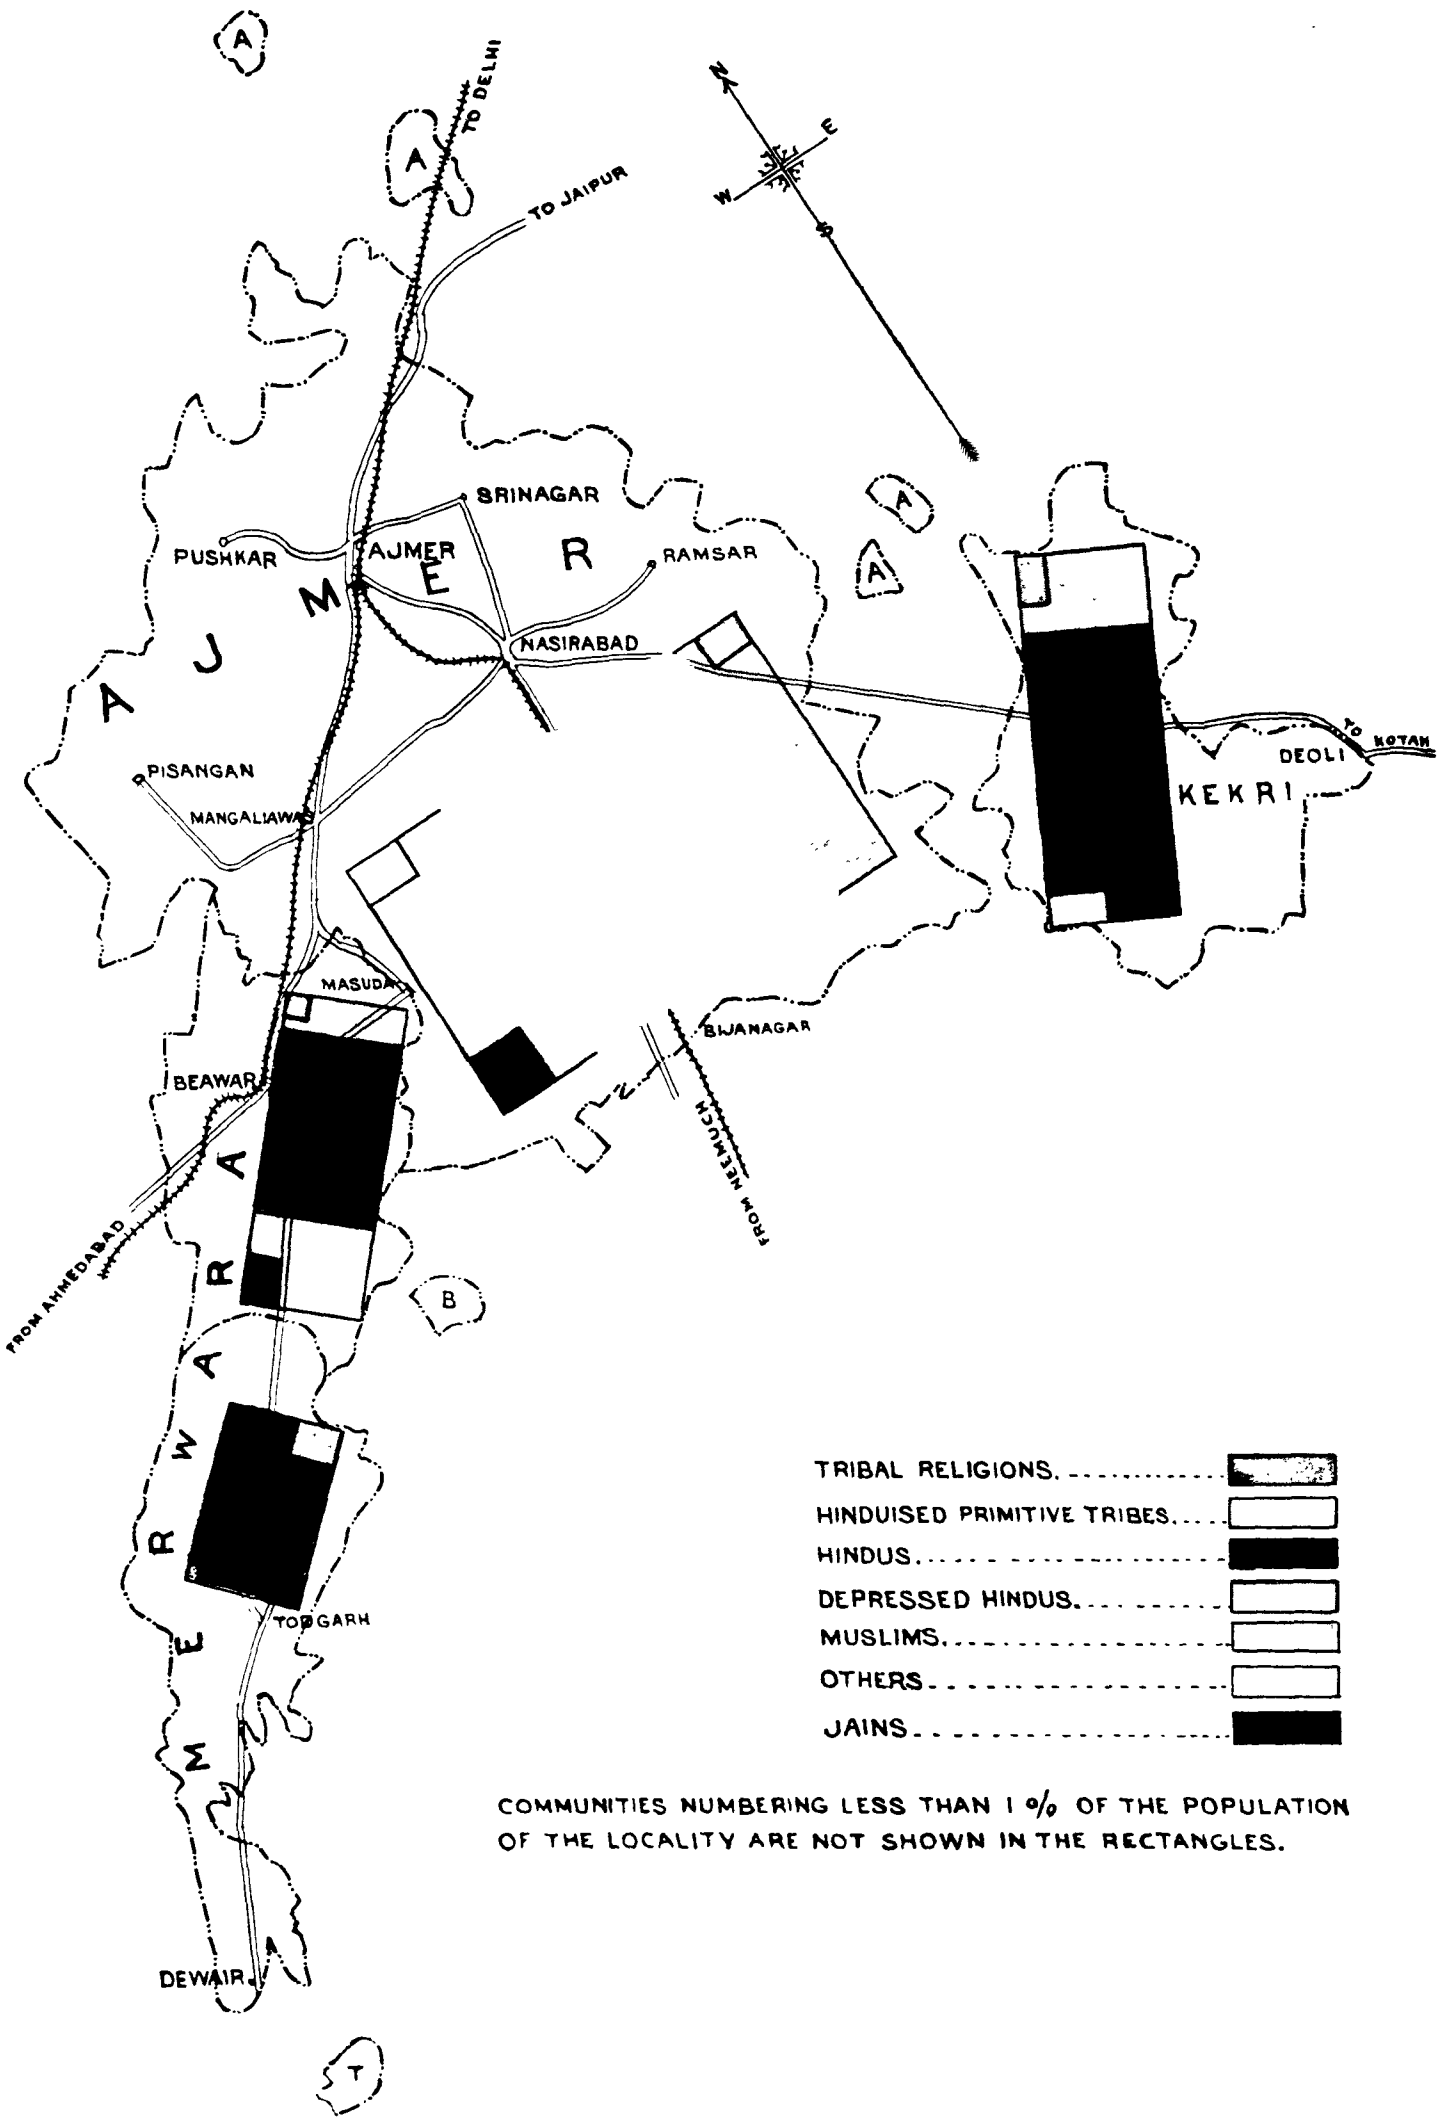 A
TO DELHI
A
N
E
W
S
TO JAIPUR
SRINAGAR
PUSHKAR
AJMER
RAMSAR
A
A
NASIRABAD
AJMER
PISANGAN
MANGALIAWAS
TO KOTAH
DEOLI
KEKRI
MASUDA
BIJANAGAR
BEAWAR
FROM NEEMUCH
FROM AHMEDABAD
B
MERWARA
TODGARH
DEWAIR
T
TRIBAL RELIGIONS.
HINDUISED PRIMITIVE TRIBES.
HINDUS.
DEPRESSED HINDUS.
MUSLIMS.
OTHERS
JAINS
COMMUNITIES NUMBERING LESS THAN 1 % OF THE POPULATION
OF THE LOCALITY ARE NOT SHOWN IN THE RECTANGLES.